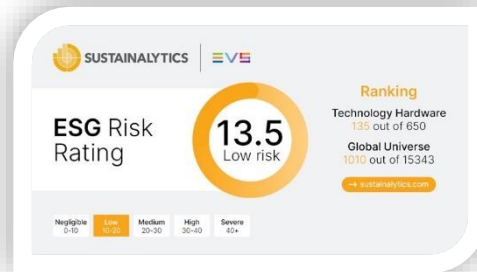 SUSTAINALYTICS
EVS
ESG Risk
Rating
13.5
Low risk
Ranking
Technology Hardware
135 out of 650
Global Universe
1010 out of 15343
→ sustainalytics.com
Negligible
0-10
Low
10-20
Medium
20-30
High
30-40
Severe
40+